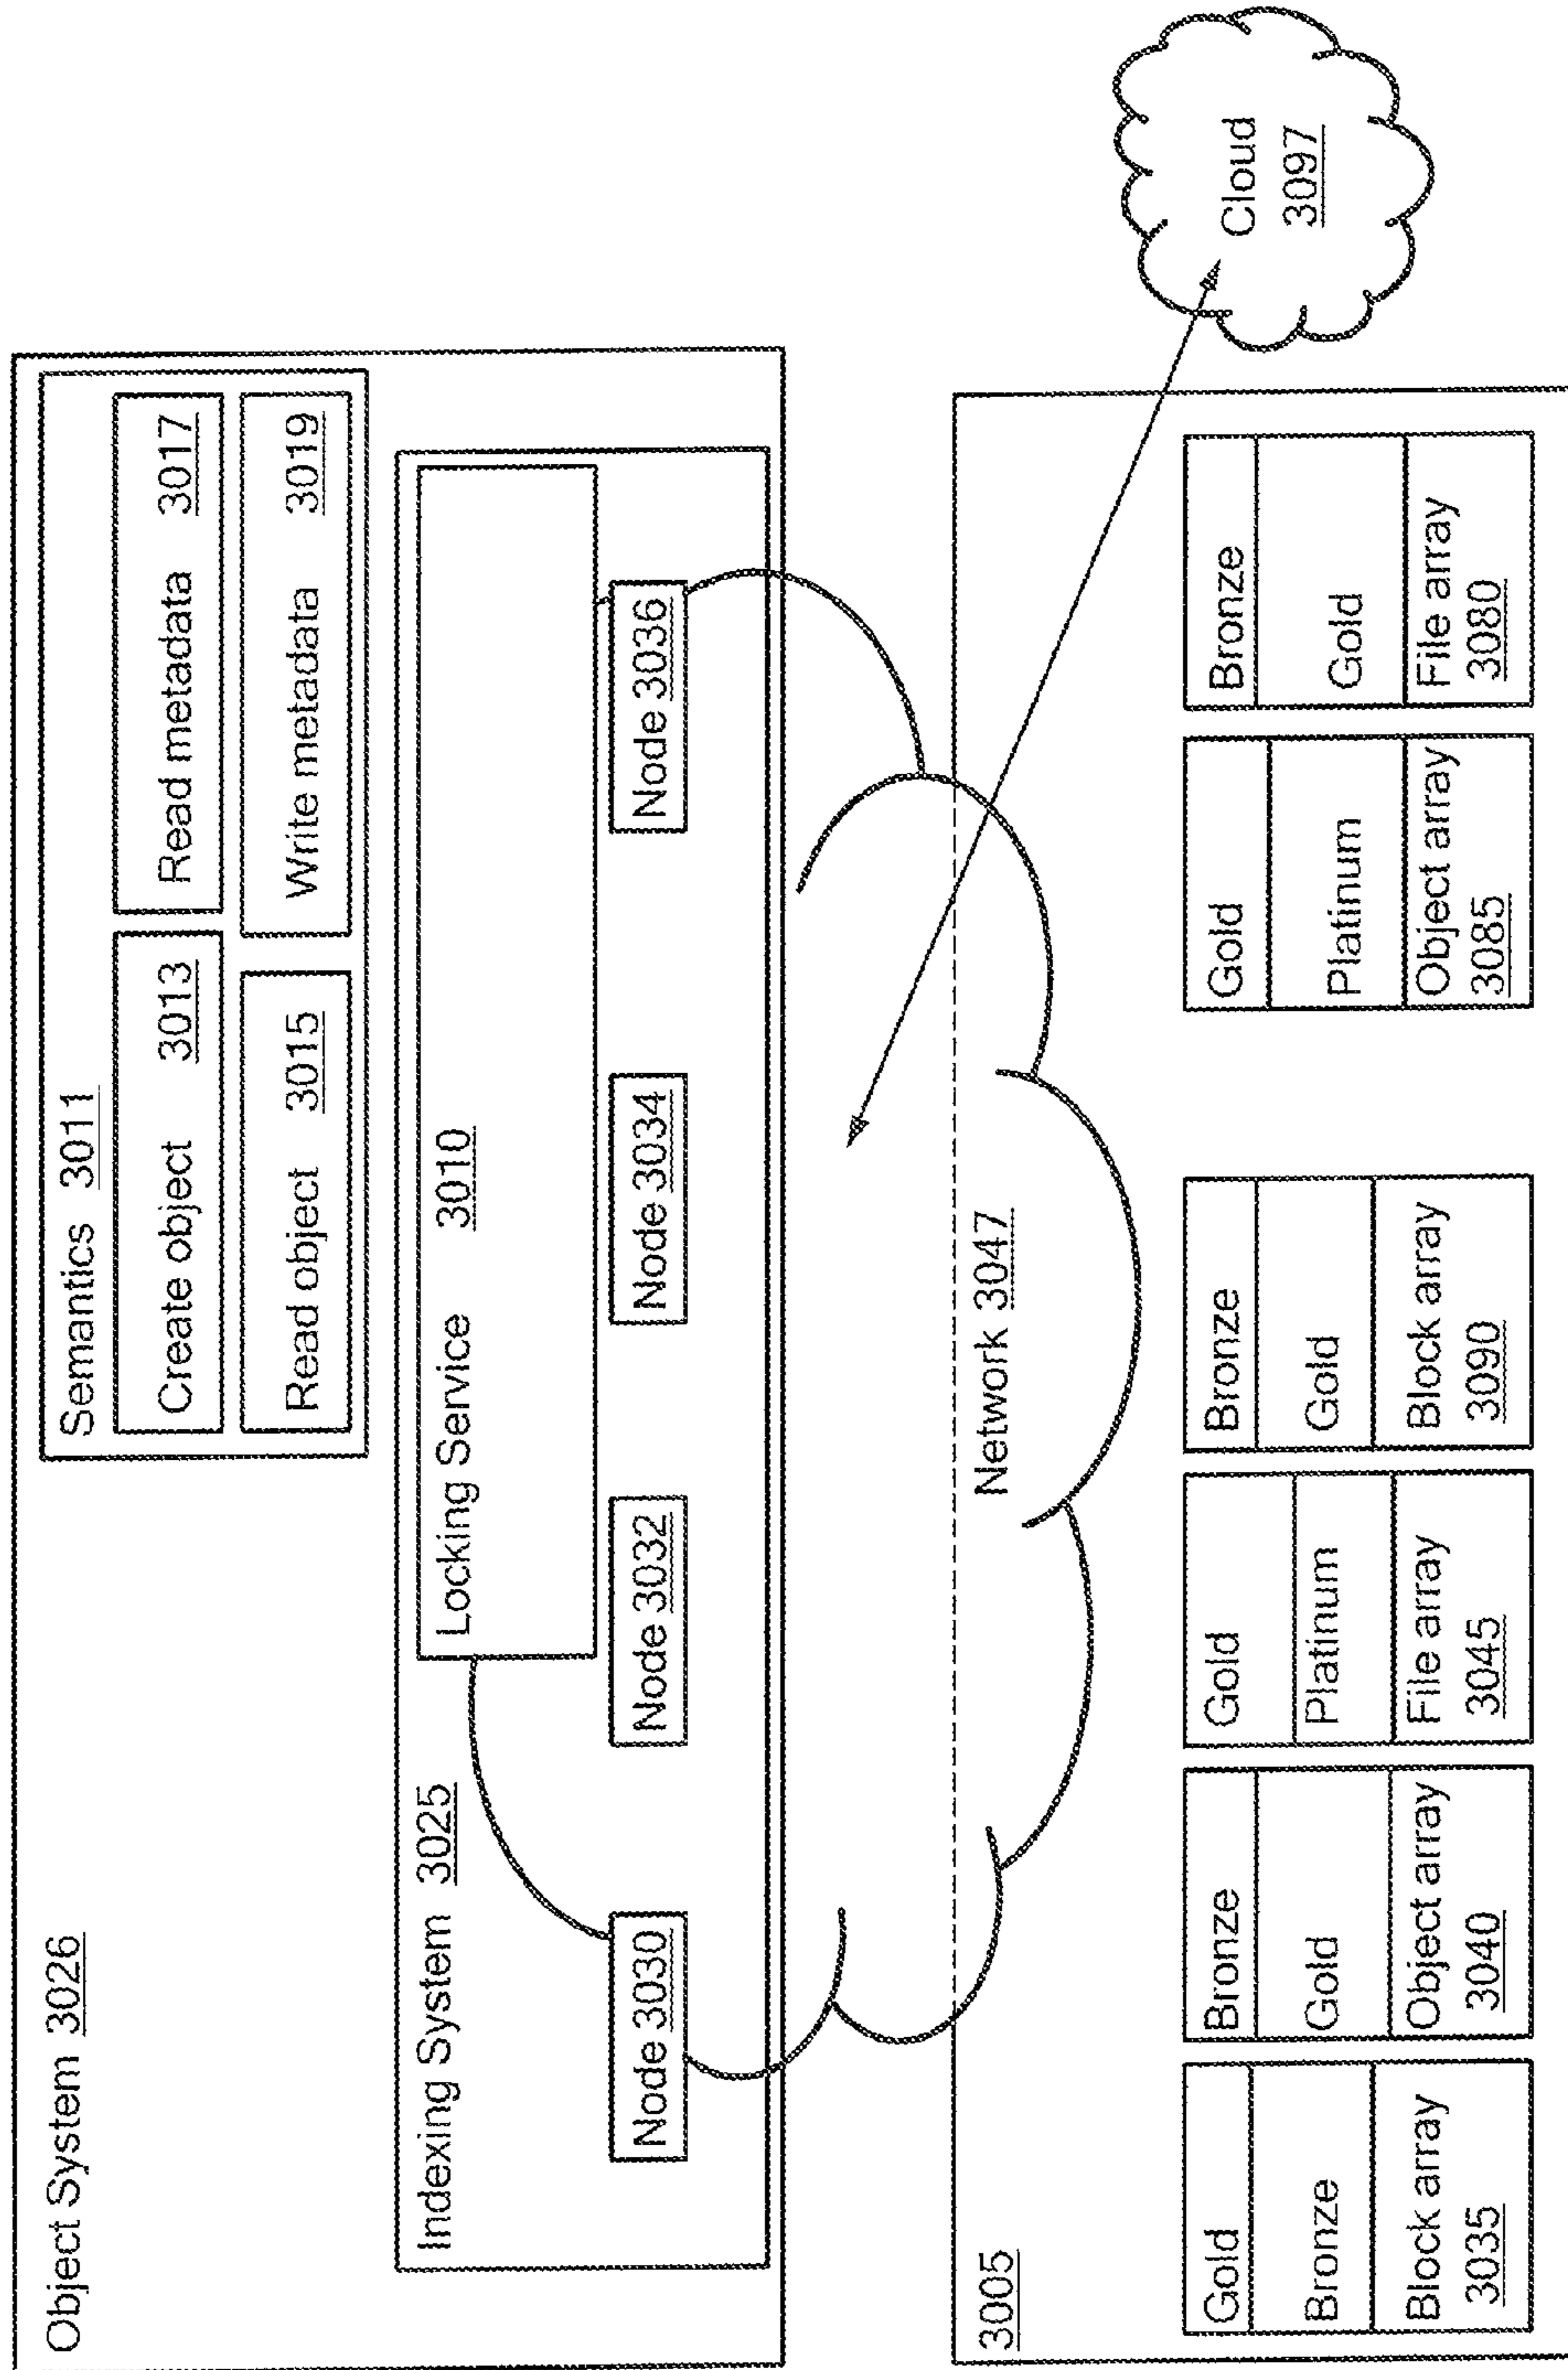 Object System 3026
Semantics 3011
Create object 3013
Read metadata 3017
Read object 3015
Write metadata 3019
Indexing System 3025
Locking Service 3010
Node 3030
Node 3032
Node 3034
Node 3036
Network 3047
Cloud
3097
3005
Gold
Bronze
Block array
3035
Bronze
Gold
Object array
3040
Gold
Platinum
File array
3045
Bronze
Gold
Block array
3090
Gold
Platinum
Object array
3085
Bronze
Gold
File array
3080